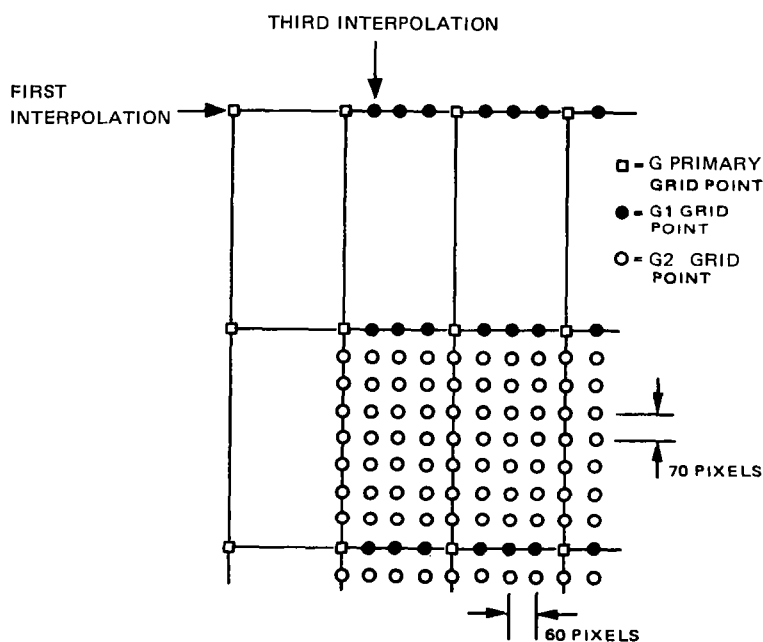 THIRD INTERPOLATION
FIRST
INTERPOLATION
= G PRIMARY
GRID POINT
= G1 GRID
POINT
= G2 GRID
POINT
70 PIXELS
60 PIXELS